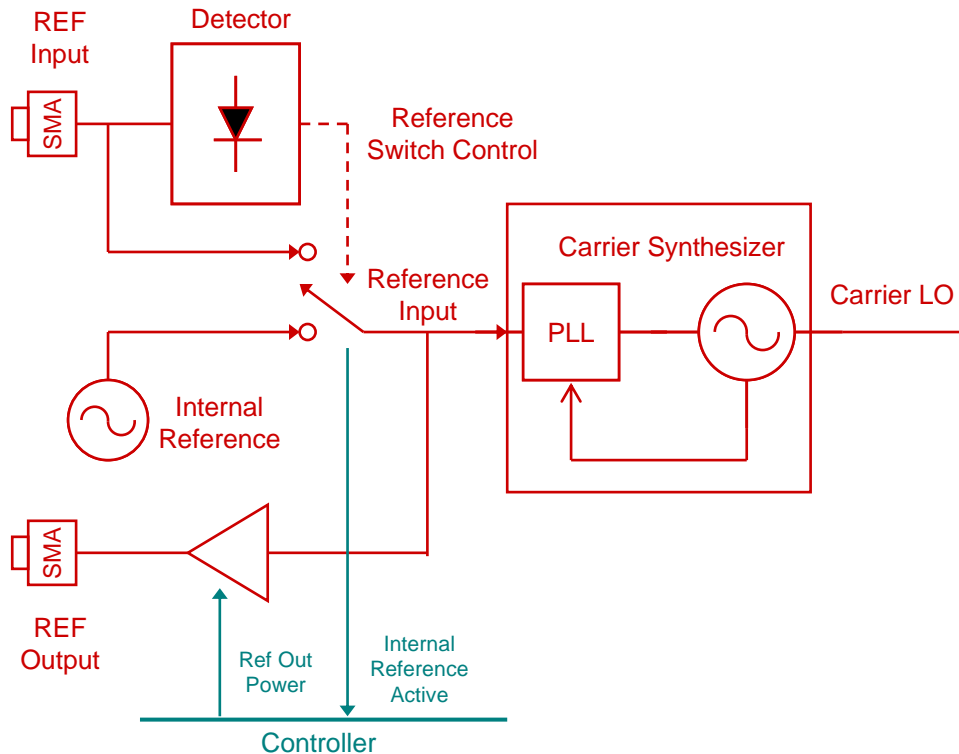 REF
Input
Detector
SMA
Reference
Switch Control
Carrier Synthesizer
Reference
Input
PLL
Carrier LO
Internal
Reference
SMA
REF
Output
Ref Out
Power
Internal
Reference
Active
Controller